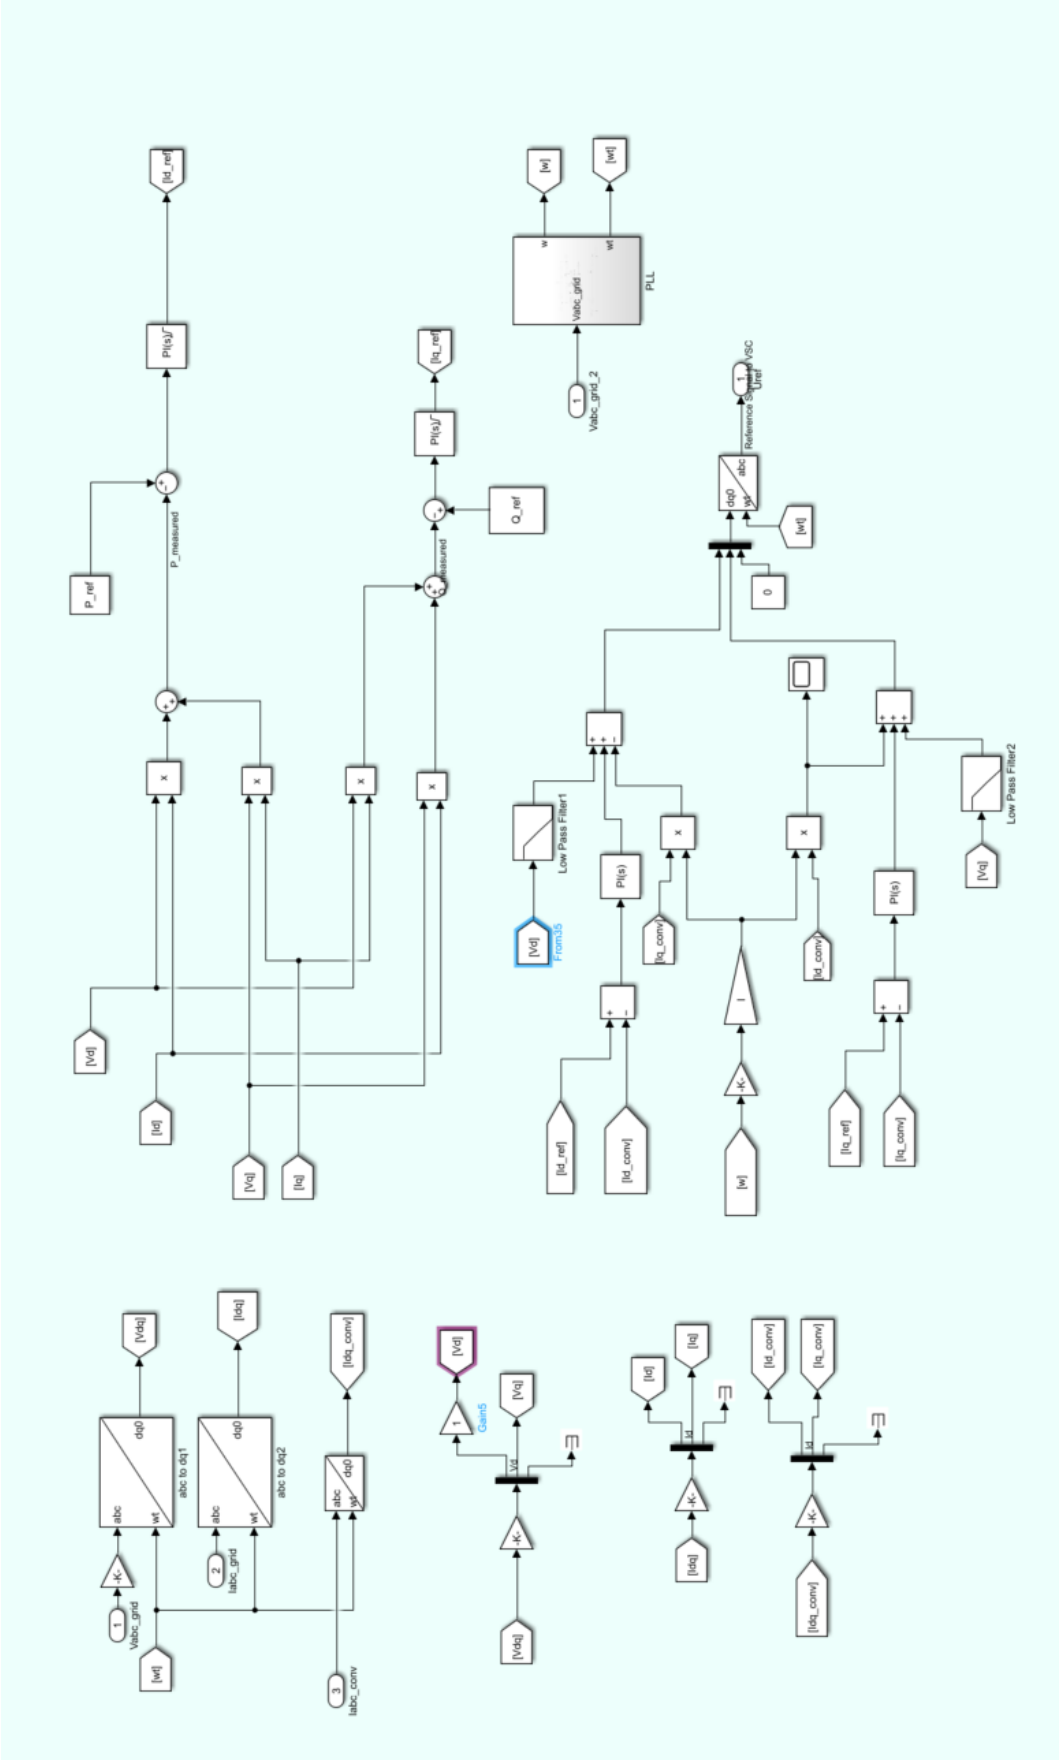 1
Vabc_grid
-K-
[wt]
abc
wt
dq0
abc to dq1
[Vdq]
2
Iabc_grid
abc
wt
dq0
abc to dq2
[Idq]
3
Iabc_conv
abc
wt
dq0
[Idq_conv]
[Vdq]
-K-
Vd
1
Gain5
[Vd]
[Vq]
[Idq]
-K-
Id
[Id]
[Iq]
[Idq_conv]
-K-
Id
[Id_conv]
[Iq_conv]
[Vd]
[Id]
[Vq]
[Iq]
x
x
x
x
+
+
P_ref
P_measured
+
-
PI(s)
[Id_ref]
+
+
Q_measured
-
+
Q_ref
PI(s)
[Iq_ref]
1
Vabc_grid_2
Vabc_grid
w
wt
PLL
[w]
[wt]
[Vd]
From35
Low Pass Filter1
[Id_ref]
[Id_conv]
+
-
PI(s)
[Iq_conv]
x
+
+
-
[w]
-K-
[Id_conv]
x
[Iq_ref]
[Iq_conv]
+
-
PI(s)
[Vq]
Low Pass Filter2
+
+
+
0
[wt]
dq0
wt
abc
Reference Signal to VSC
1
Uref